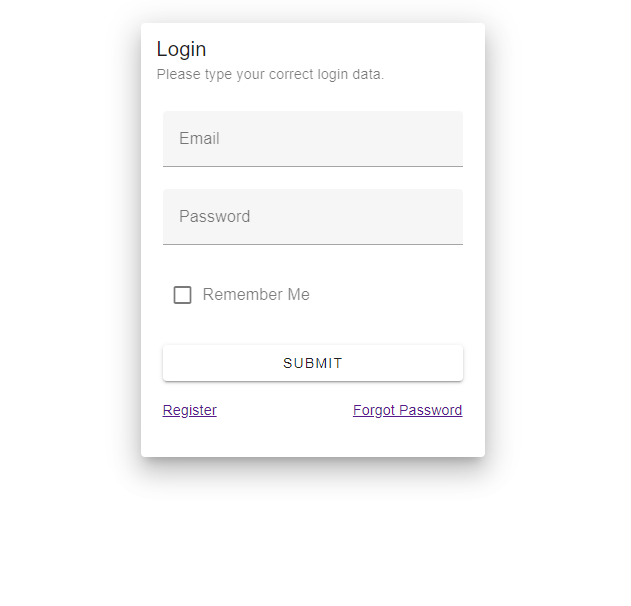 Login
Please type your correct login data.
Email
Password
Remember Me
SUBMIT
Register Forgot Password